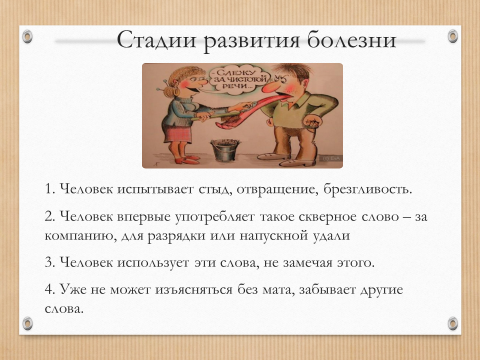 Стадии развития болезни
СЛЕЖУ
ЗА ЧИСТОТОЙ
РЕЧИ...
1. Человек испытывает стыд, отвращение, брезгливость.
2. Человек впервые употребляет такое скверное слово – за
компанию, для разрядки или напускной удали
3. Человек использует эти слова, не замечая этого.
4. Уже не может изъясняться без мата, забывает другие
слова.